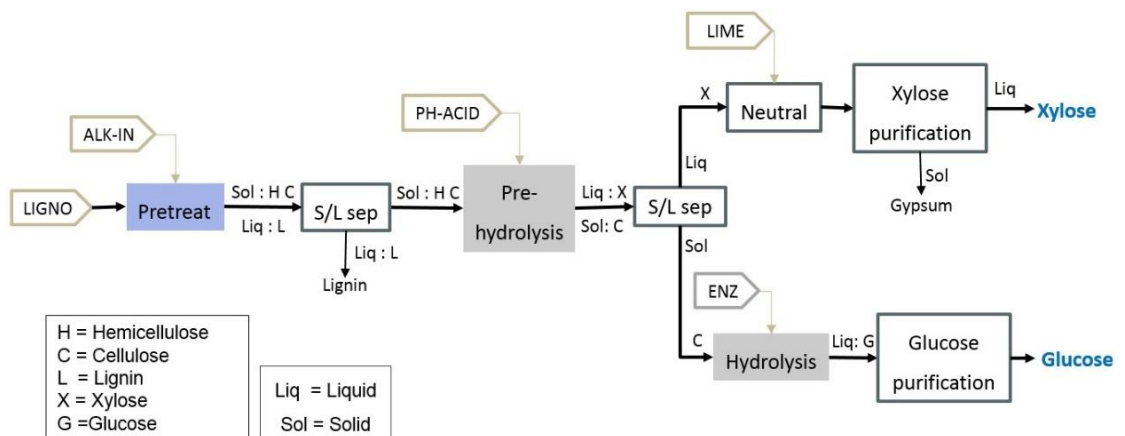 LIME
X
Neutral
Xylose
purification
Liq
Xylose
Sol
Gypsum
ALK-IN
PH-ACID
Liq
LIGNO
Pretreat
Sol : H C
Liq : L
S/L sep
Sol : H C
Liq : L
Lignin
Pre-
hydrolysis
Liq : X
Sol: C
S/L sep
Sol
ENZ
C
Hydrolysis
Liq: G
Glucose
purification
Glucose
H = Hemicellulose
C = Cellulose
L = Lignin
X = Xylose
G =Glucose
Liq = Liquid
Sol = Solid